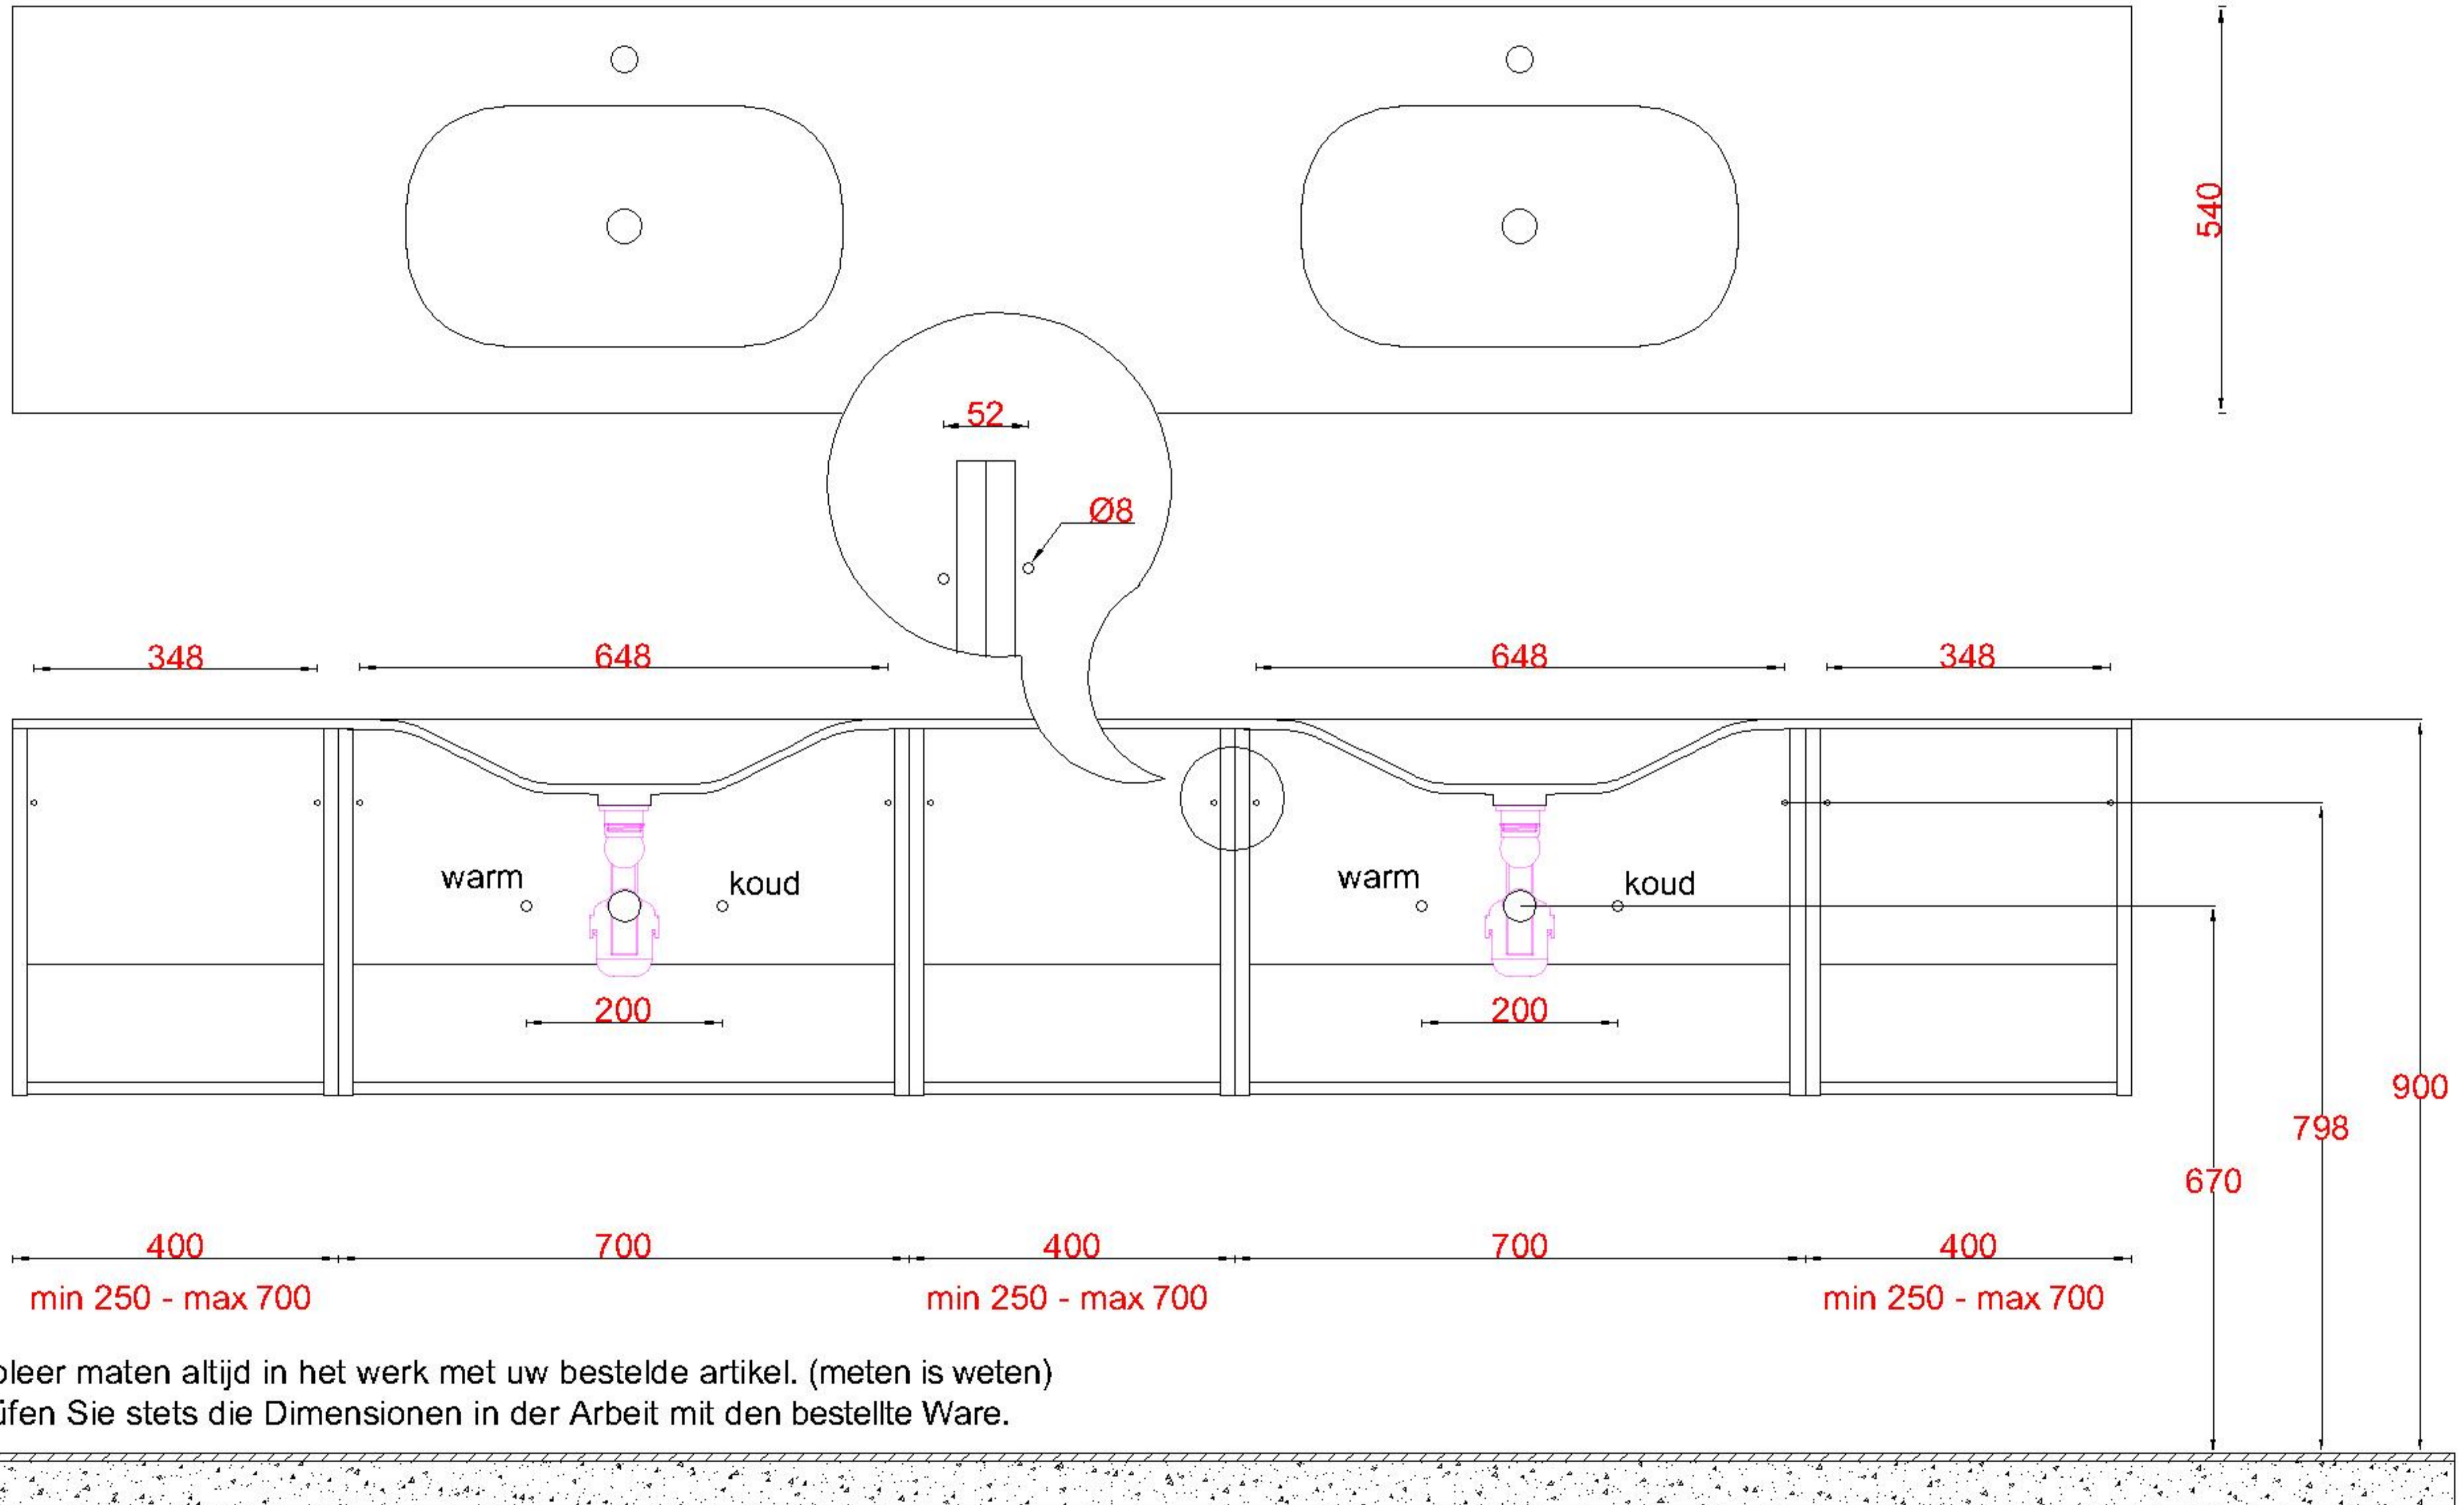 540
52
Ø8
348
648
648
348
warm
koud
warm
koud
200
200
900
798
670
400
700
400
700
400
min 250 - max 700
min 250 - max 700
min 250 - max 700
oleer maten altijd in het werk met uw bestelde artikel. (meten is weten)
üfen Sie stets die Dimensionen in der Arbeit mit den bestellte Ware.